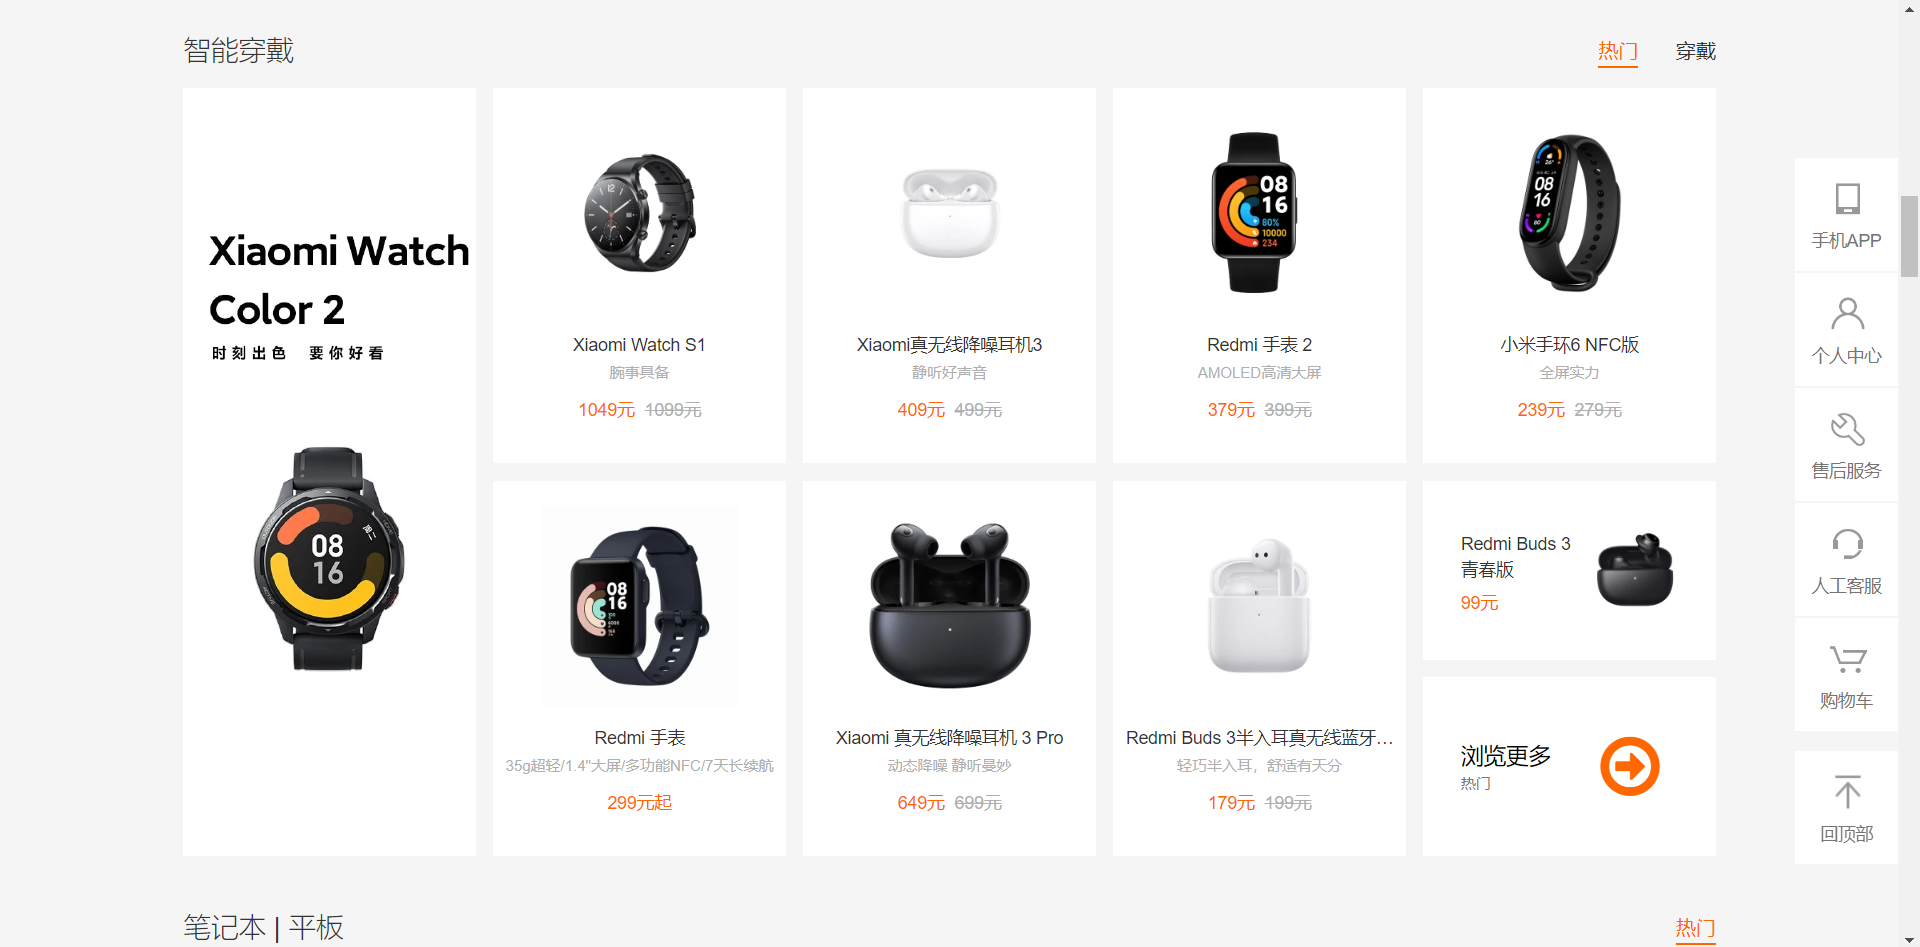 智能穿戴
热门
穿戴
Xiaomi Watch
Color 2
时刻出色 要你好看
08
16
周二
Xiaomi Watch S1
腕事具备
1049元 1099元
Xiaomi真无线降噪耳机3
静听好声音
409元 499元
08
16
80%
10000
234
Redmi 手表 2
AMOLED高清大屏
379元 399元
08
16
小米手环6 NFC版
全屏实力
239元 279元
08
16
Redmi 手表
35g超轻/1.4"大屏/多功能NFC/7天长续航
299元起
Xiaomi 真无线降噪耳机 3 Pro
动态降噪 静听曼妙
649元 699元
Redmi Buds 3半入耳真无线蓝牙…
轻巧半入耳，舒适有天分
179元 199元
Redmi Buds 3
青春版
99元
浏览更多
热门
手机APP
个人中心
售后服务
人工客服
购物车
回顶部
笔记本 | 平板
热门